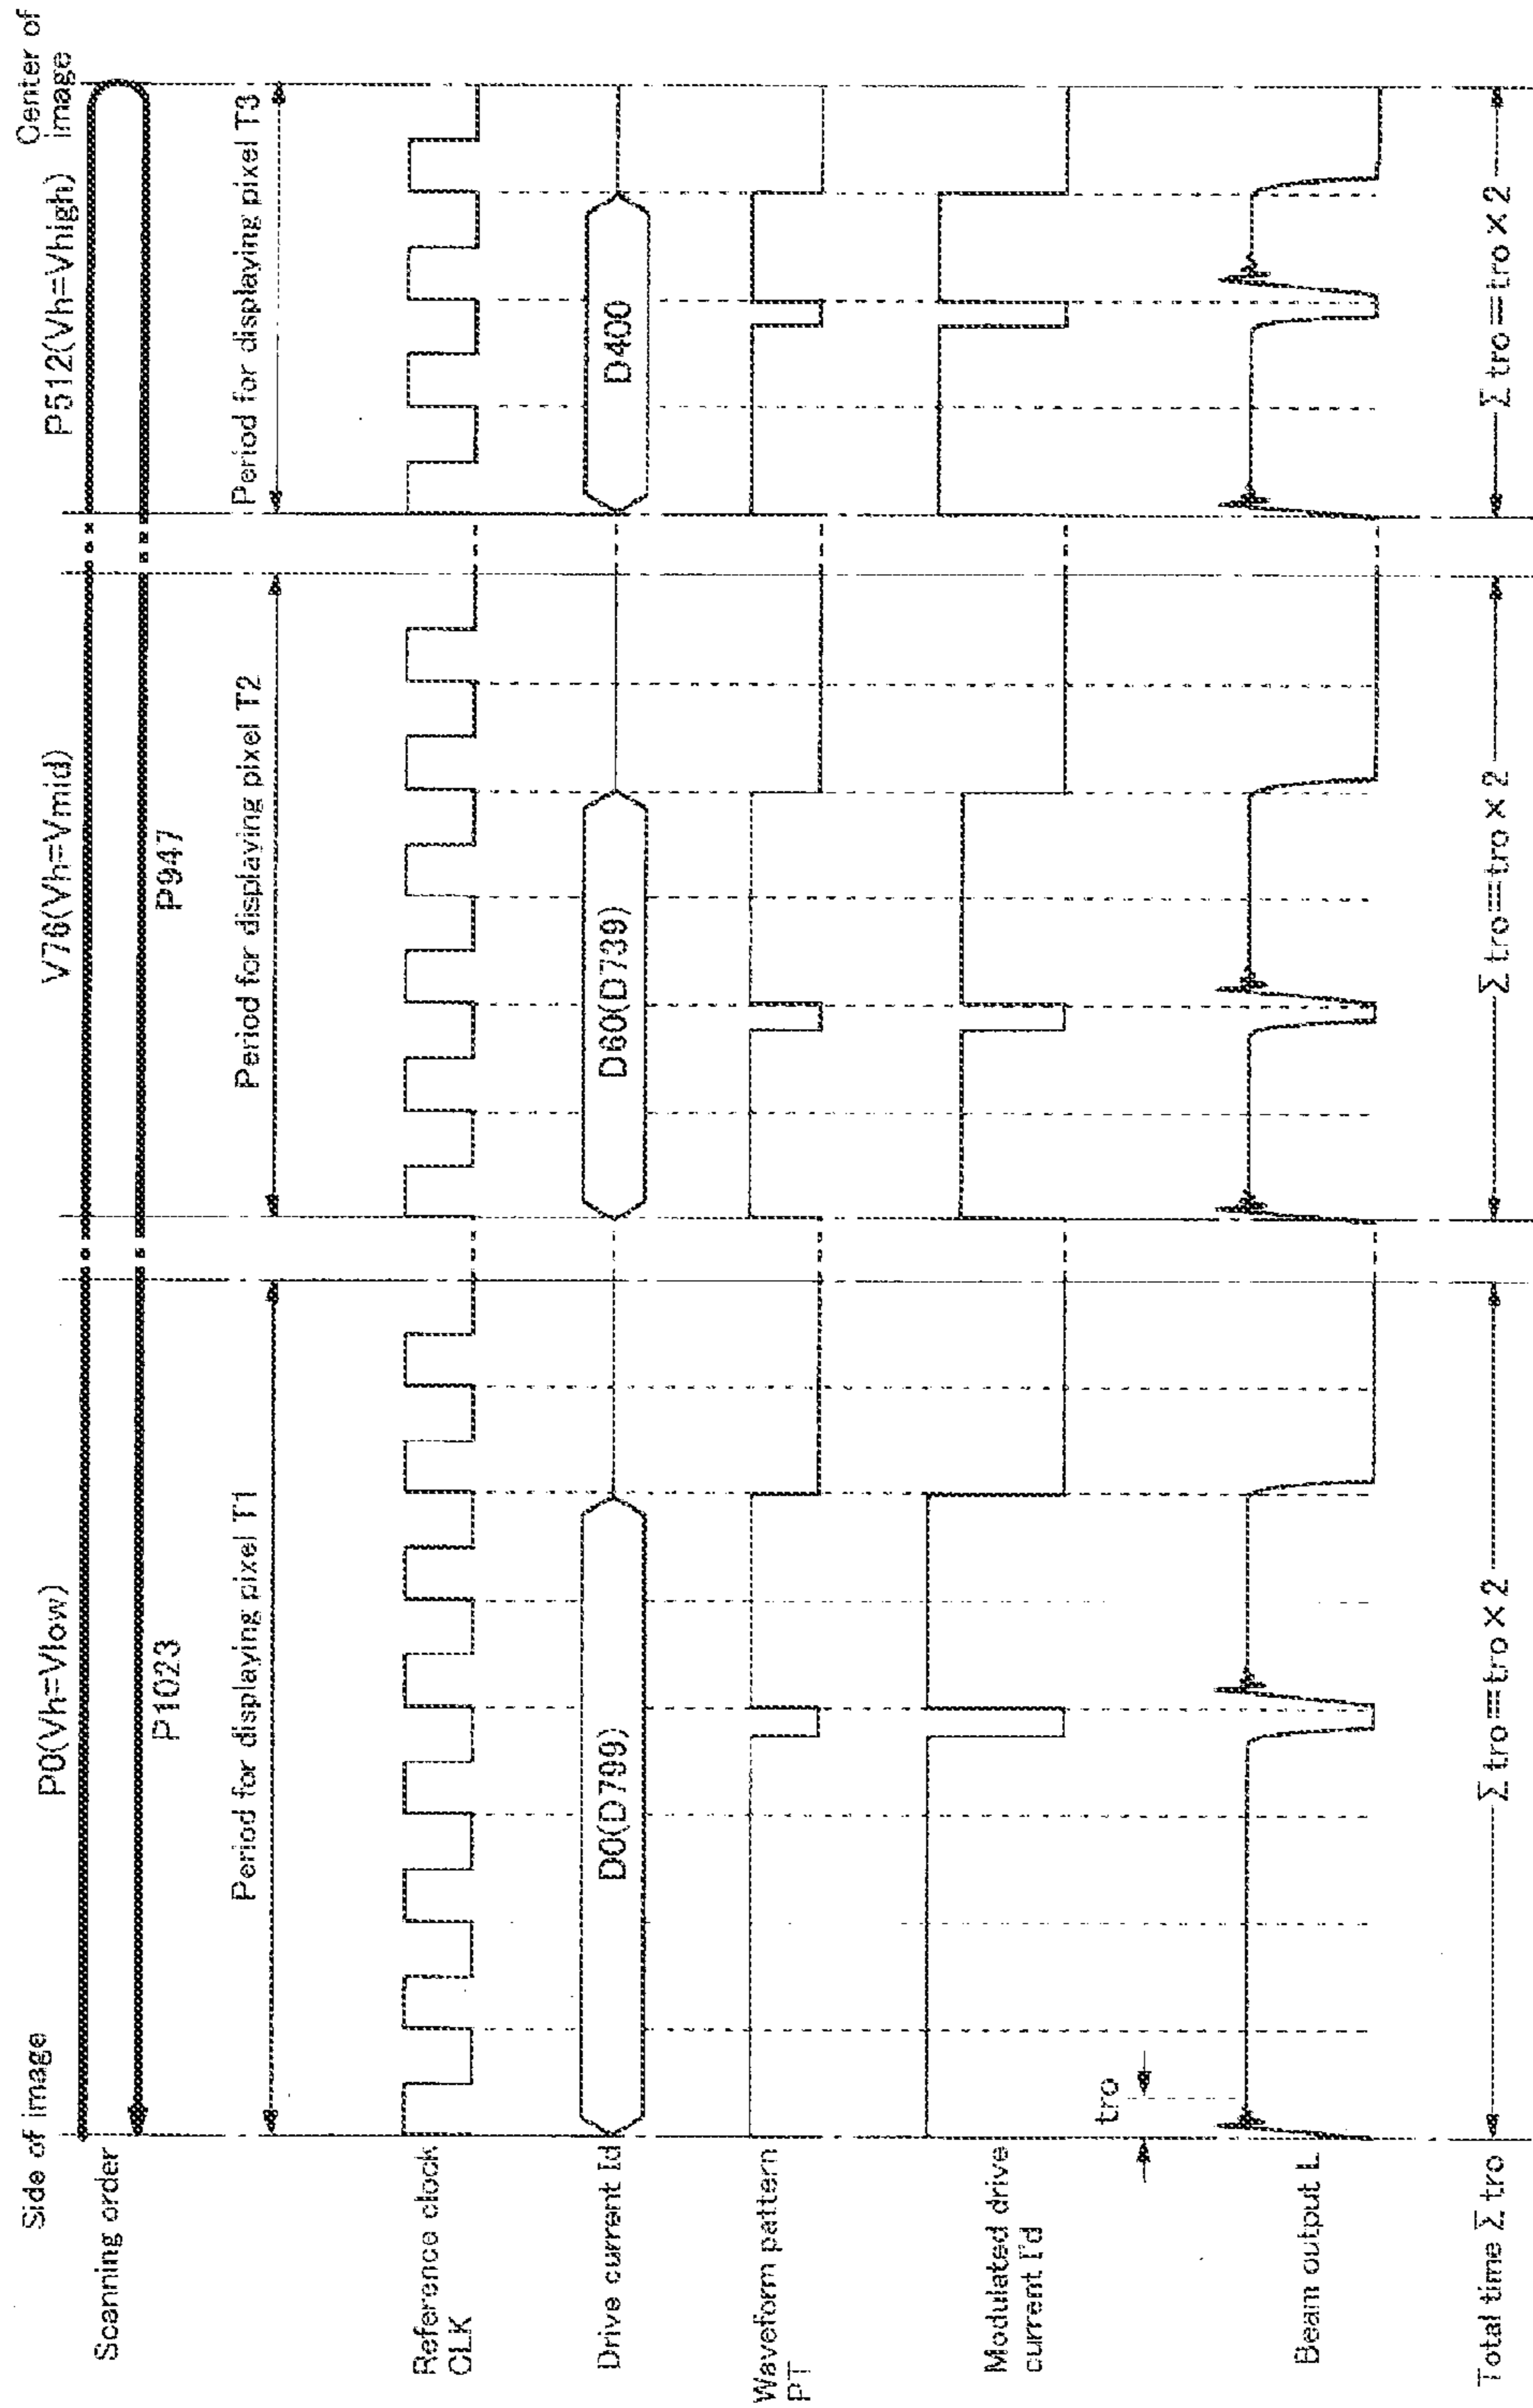 Side of image
Center of
image
Scanning order
P0(Vh=Vlow)
V76(Vh=Vmid)
P512(Vh=Vhigh)
P1023
P947
Period for displaying pixel T1
Period for displaying pixel T2
Period for displaying pixel T3
Reference clock
CLK
Drive current Id
D0(D799)
D60(D739)
D400
Waveform pattern
PT
Modulated drive
current I'd
tro
Beam output L
Total time Σ tro
Σ tro=tro×2
Σ tro=tro×2
Σ tro=tro×2